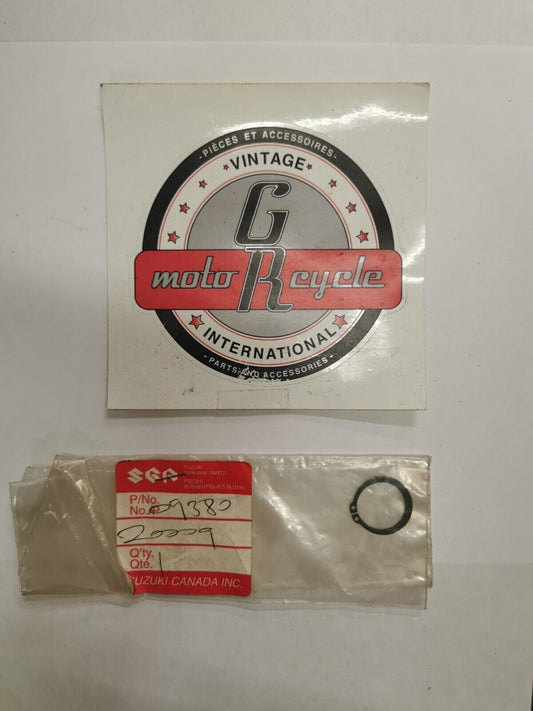 ·PIÈCES ET ACCESSOIRES·
·VINTAGE·
G
moto R cycle
INTERNATIONAL
·PARTS AND ACCESSORIES·
SGA
SUZUKI
GENUINE PARTS
PIÈCES
AUTHENTIQUES SUZUKI
P/No.
No.
09380
20009
Q'ty.
Qté. 1
SUZUKI CANADA INC.